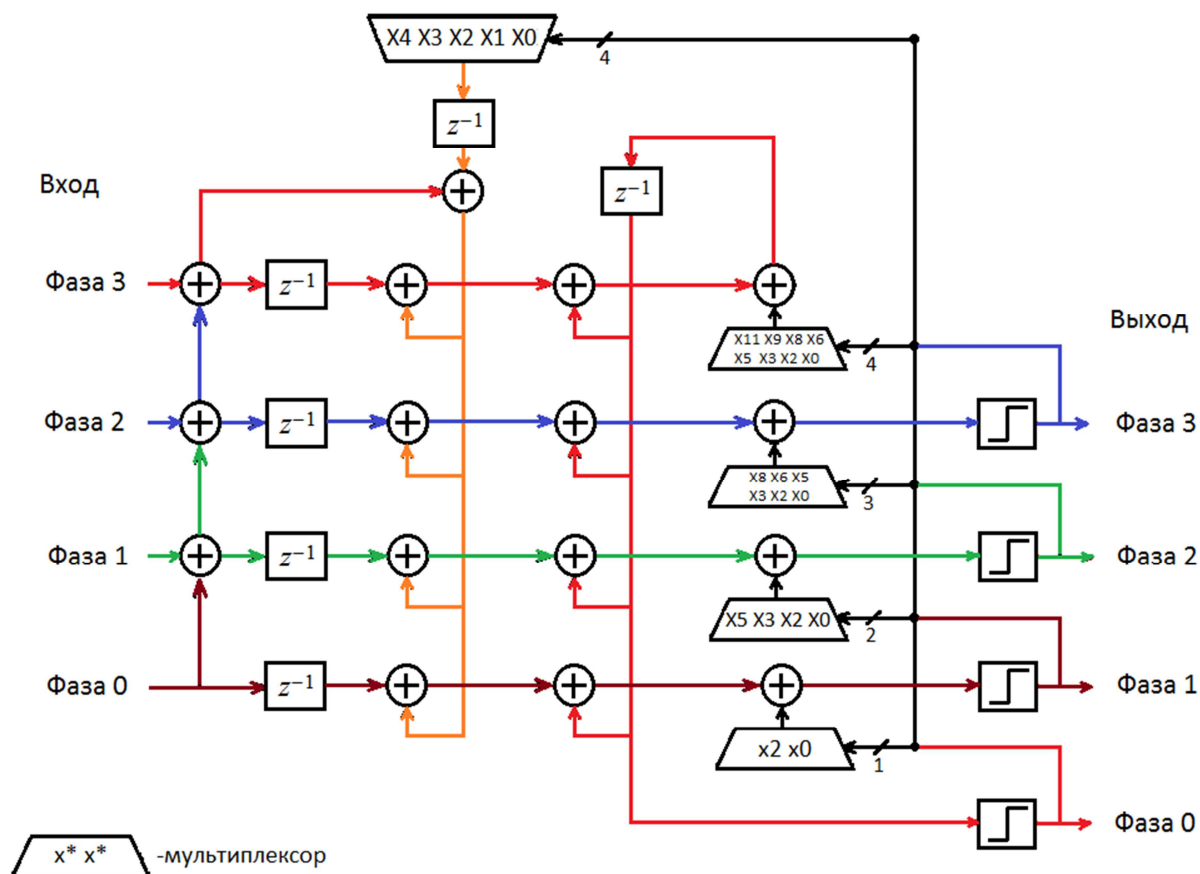 X4 X3 X2 X1 X0
4
z⁻¹
Вход
z⁻¹
Фаза 3
z⁻¹
X11 X9 X8 X6
X5 X3 X2 X0
4
Выход
Фаза 2
z⁻¹
Фаза 3
X8 X6 X5
X3 X2 X0
3
Фаза 1
z⁻¹
Фаза 2
X5 X3 X2 X0
2
Фаза 0
z⁻¹
Фаза 1
x2 x0
1
Фаза 0
x* x*
-мультиплексор